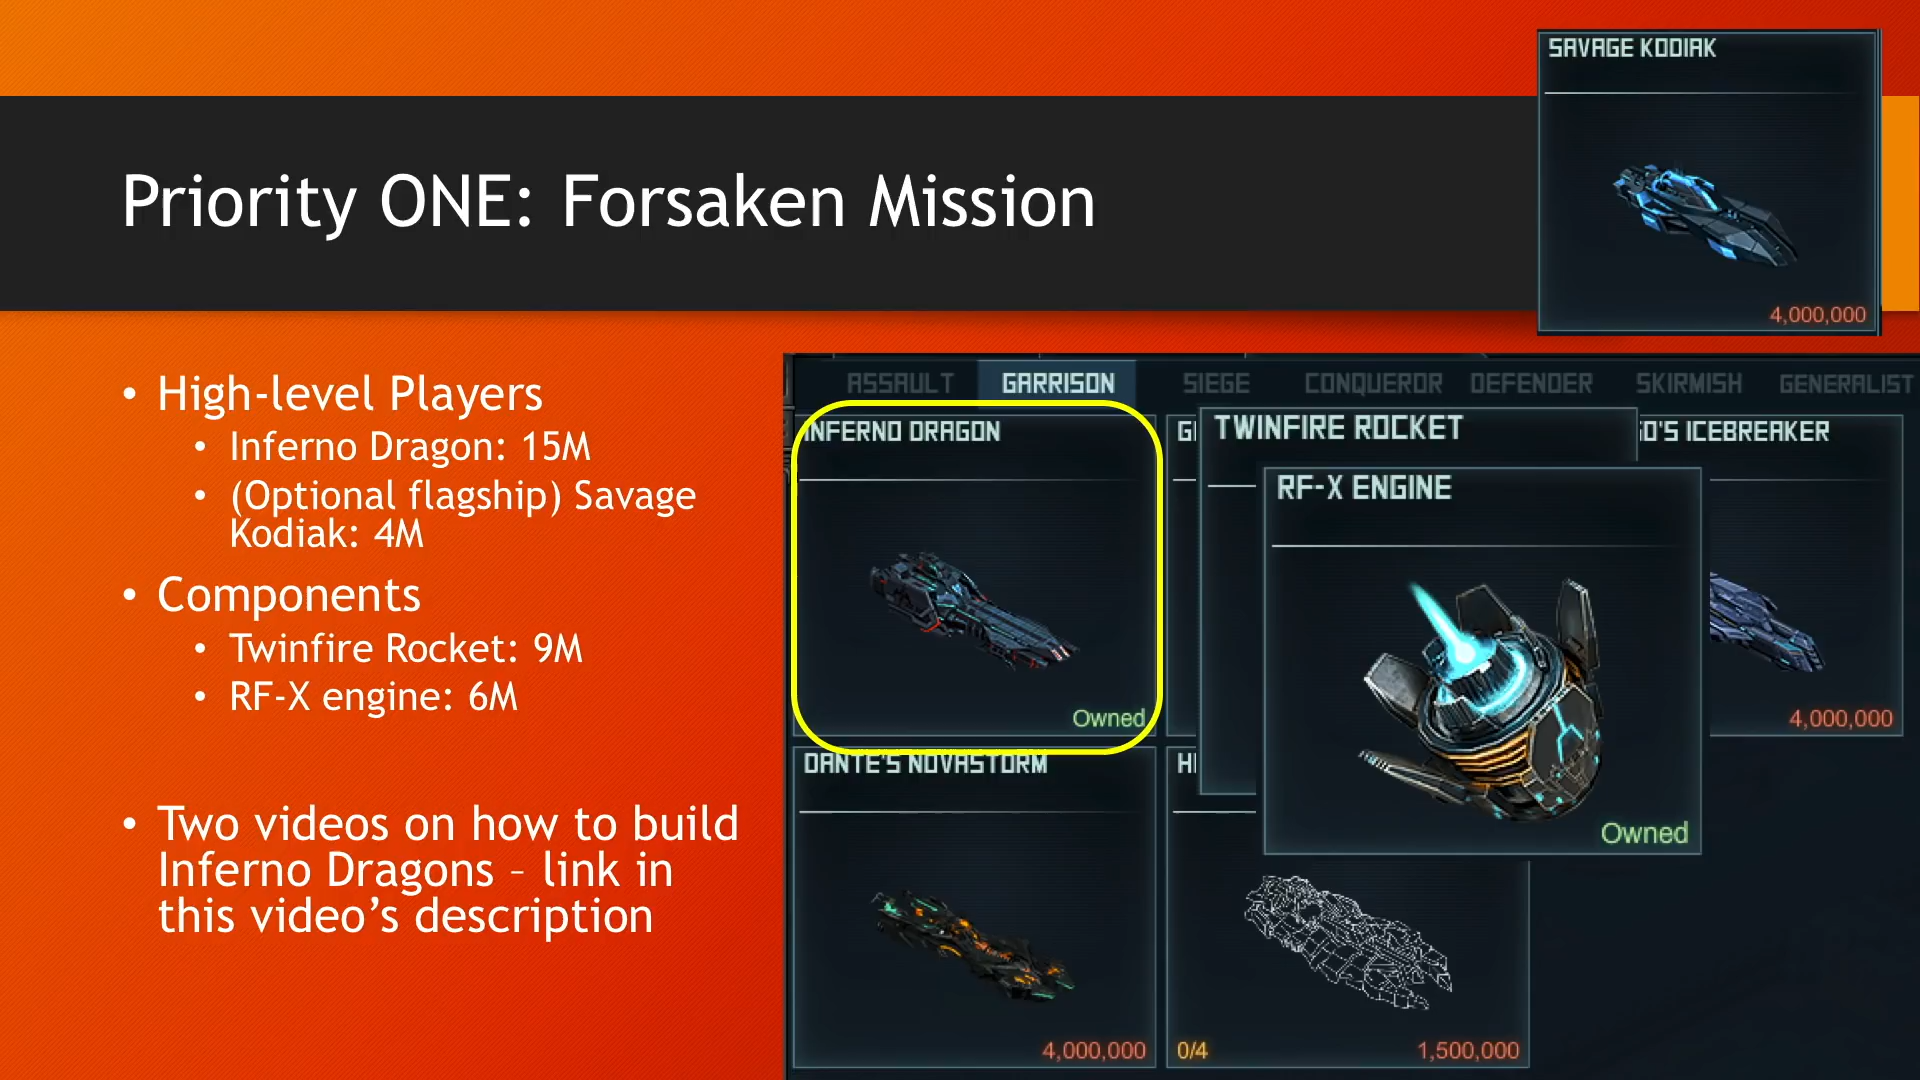 SAVAGE KODIAK
4,000,000
Priority ONE: Forsaken Mission
• High-level Players
• Inferno Dragon: 15M
• (Optional flagship) Savage
Kodiak: 4M
• Components
• Twinfire Rocket: 9M
• RF-X engine: 6M
• Two videos on how to build
Inferno Dragons – link in
this video’s description
ASSAULT GARRISON SIEGE CONQUEROR DEFENDER SKIRMISH GENERALIST
INFERNO DRAGON
Owned
TWINFIRE ROCKET
RF-X ENGINE
Owned
ICEBREAKER
4,000,000
DANTE'S NOVASTORM
4,000,000
0/4 1,500,000